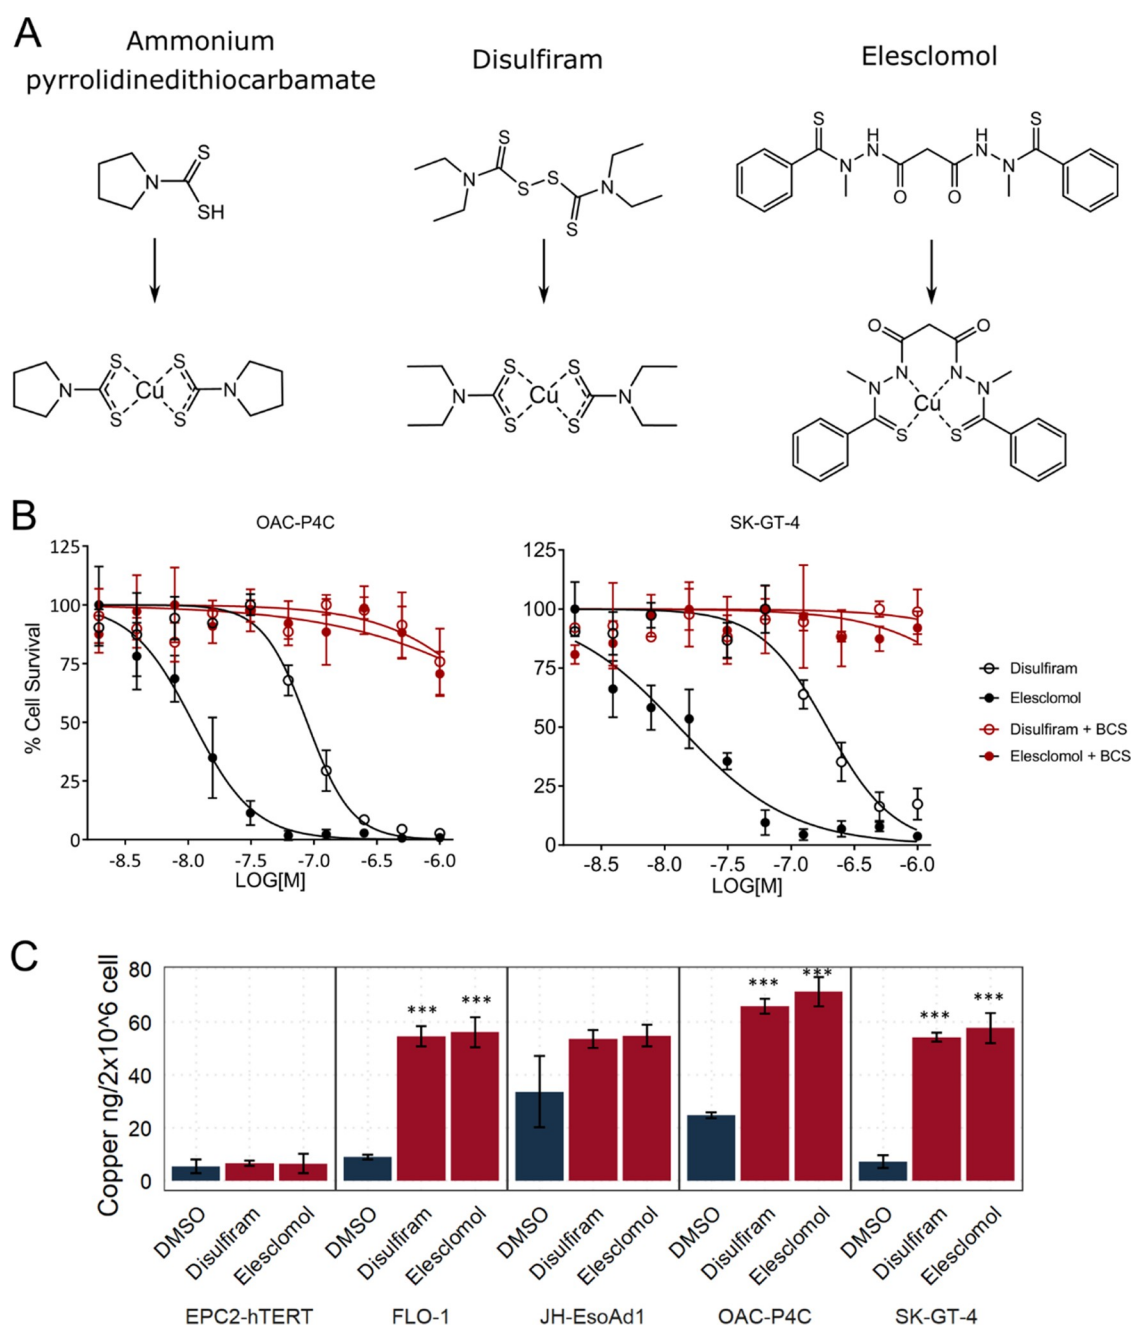 A
Ammonium
pyrrolidinedithiocarbamate
Disulfiram
Elesclomol
N
S
SH
N
S
S
S
S
N
S
N
H
N
O
O
H
N
N
S
N
S
S
Cu
S
S
N
N
S
S
Cu
S
S
N
O
O
N
N
N
N
Cu
S
S
B
OAC-P4C
SK-GT-4
% Cell Survival
125
100
75
50
25
0
-8.5 -8.0 -7.5 -7.0 -6.5 -6.0
LOG[M]
125
100
75
50
25
0
-8.5 -8.0 -7.5 -7.0 -6.5 -6.0
LOG[M]
Disulfiram
Elesclomol
Disulfiram + BCS
Elesclomol + BCS
C
Copper ng/2x10^6 cell
80
60
40
20
0
*** *** *** *** *** ***
DMSO Disulfiram Elesclomol DMSO Disulfiram Elesclomol DMSO Disulfiram Elesclomol DMSO Disulfiram Elesclomol DMSO Disulfiram Elesclomol
EPC2-hTERT FLO-1 JH-EsoAd1 OAC-P4C SK-GT-4